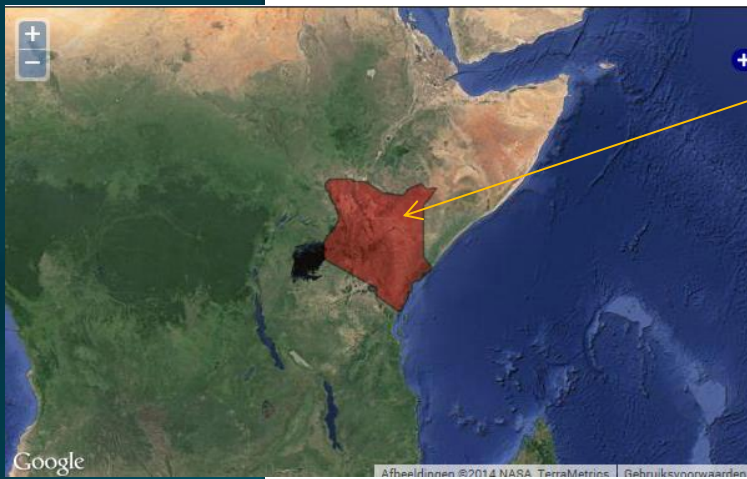 +
−
+
Google
Afbeeldingen ©2014 NASA, TerraMetrics
Gebruiksvoorwaarden